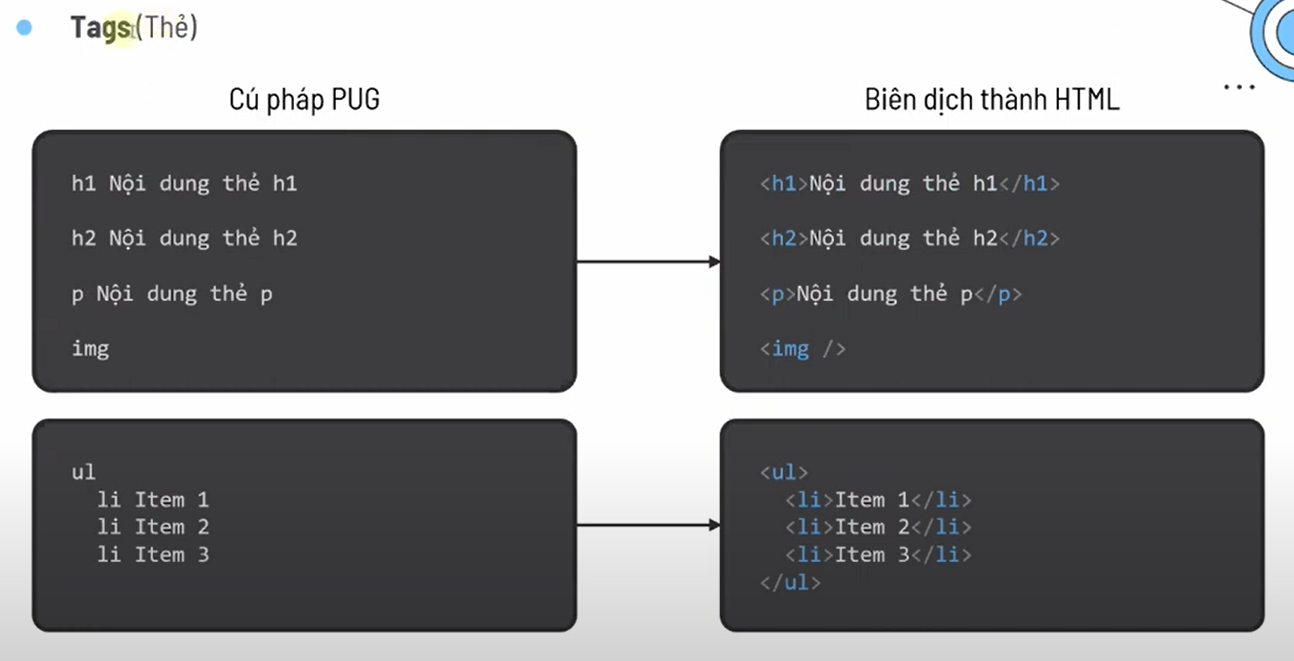 Tags(Thẻ)
Cú pháp PUG
h1 Nội dung thẻ h1
h2 Nội dung thẻ h2
p Nội dung thẻ p
img
ul
  li Item 1
  li Item 2
  li Item 3
Biên dịch thành HTML
<h1>Nội dung thẻ h1</h1>
<h2>Nội dung thẻ h2</h2>
<p>Nội dung thẻ p</p>
<img />
<ul>
  <li>Item 1</li>
  <li>Item 2</li>
  <li>Item 3</li>
</ul>